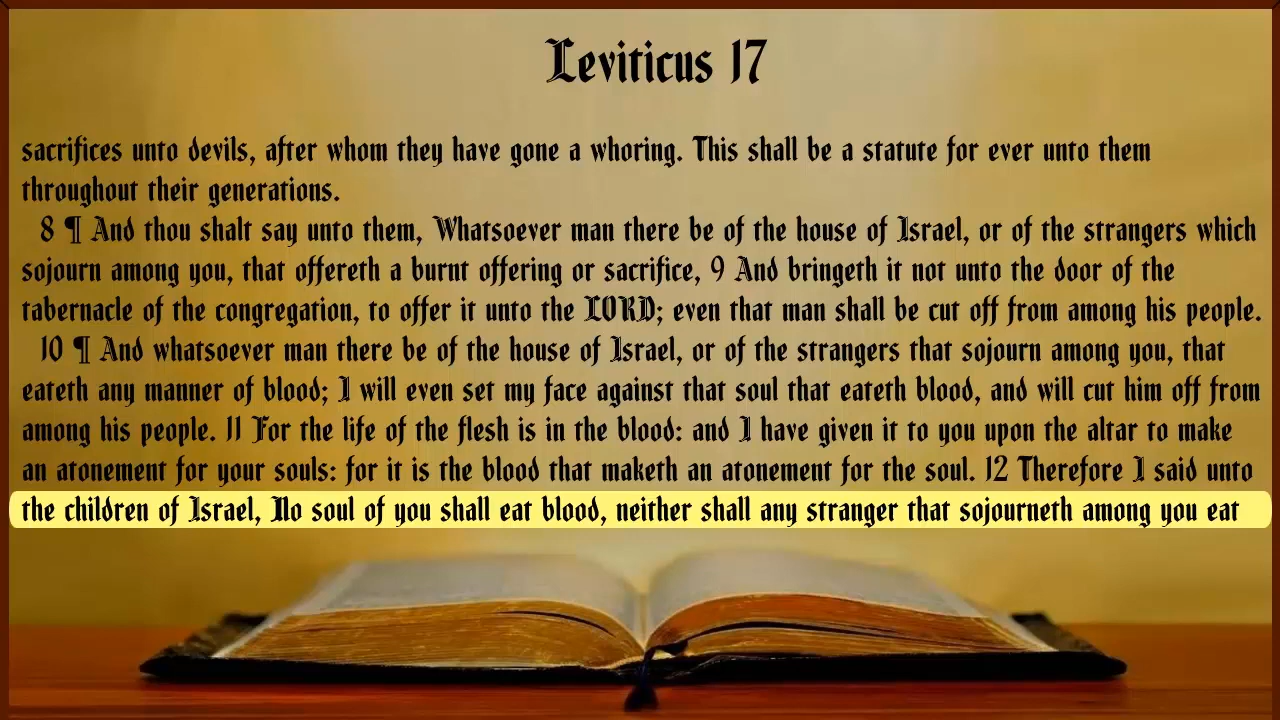 Leviticus 17
sacrifices unto devils, after whom they have gone a whoring. This shall be a statute for ever unto them
throughout their generations.
8 ¶ And thou shalt say unto them, Whatsoever man there be of the house of Israel, or of the strangers which
sojourn among you, that offereth a burnt offering or sacrifice, 9 And bringeth it not unto the door of the
tabernacle of the congregation, to offer it unto the LORD; even that man shall be cut off from among his people.
10 ¶ And whatsoever man there be of the house of Israel, or of the strangers that sojourn among you, that
eateth any manner of blood; I will even set my face against that soul that eateth blood, and will cut him off from
among his people. 11 For the life of the flesh is in the blood: and I have given it to you upon the altar to make
an atonement for your souls: for it is the blood that maketh an atonement for the soul. 12 Therefore I said unto
the children of Israel, No soul of you shall eat blood, neither shall any stranger that sojourneth among you eat